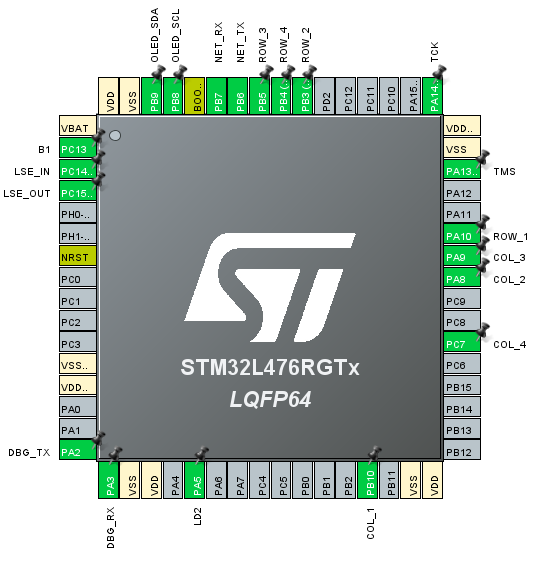 OLED_SDA
OLED_SCL
NET_RX
NET_TX
ROW_3
ROW_4
ROW_2
TCK
VDD
VSS
PB9
PB8
BOO..
PB7
PB6
PB5
PB4 (..
PB3 (..
PD2
PC12
PC11
PC10
PA15..
PA14..
VBAT
B1 PC13..
LSE_IN PC14..
LSE_OUT PC15..
PH0-..
PH1-..
NRST
PC0
PC1
PC2
PC3
VSS..
VDD..
PA0
PA1
DBG_TX PA2
VDD..
VSS
PA13.. TMS
PA12
PA11
PA10 ROW_1
PA9 COL_3
PA8 COL_2
PC9
PC8
PC7 COL_4
PC6
PB15
PB14
PB13
PB12
STM32L476RGTx
LQFP64
PA3
VSS
VDD
PA4
PA5
PA6
PA7
PC4
PC5
PB0
PB1
PB2
PB10
PB11
VSS
VDD
DBG_RX
LD2
COL_1